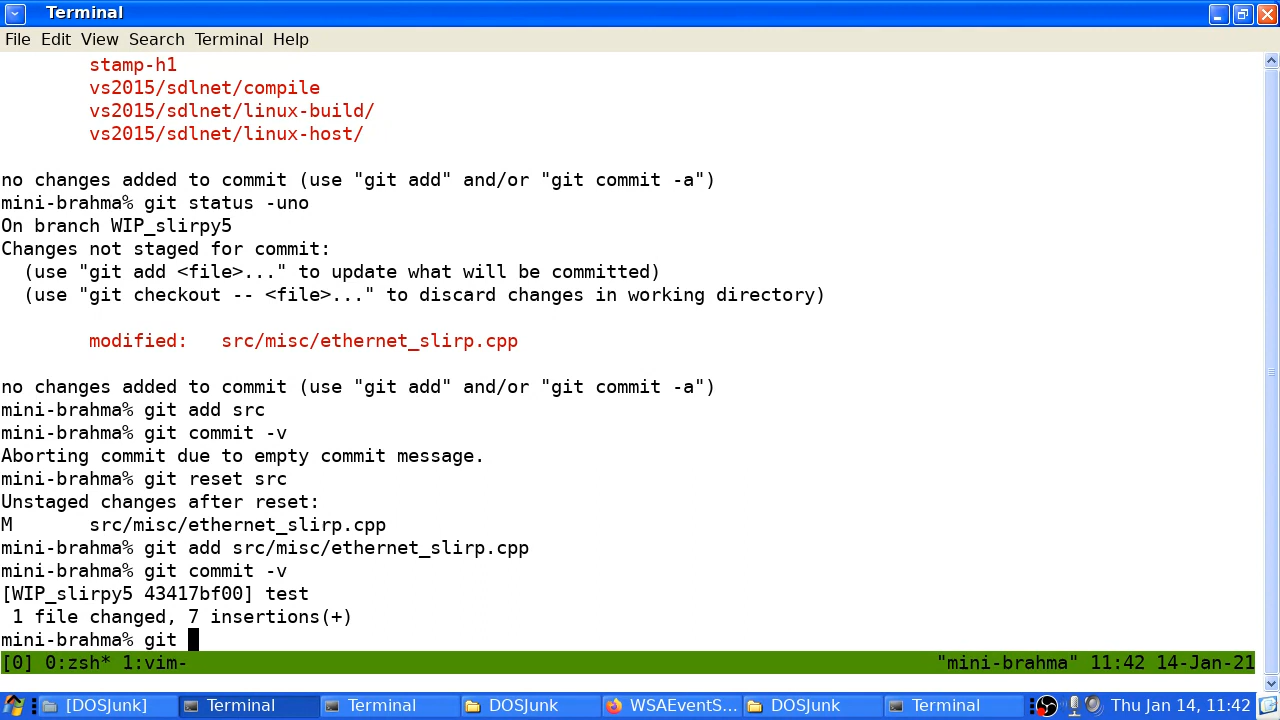 Terminal
File Edit View Search Terminal Help
stamp-h1
vs2015/sdlnet/compile
vs2015/sdlnet/linux-build/
vs2015/sdlnet/linux-host/
no changes added to commit (use "git add" and/or "git commit -a")
mini-brahma% git status -uno
On branch WIP_slirpy5
Changes not staged for commit:
(use "git add <file>..." to update what will be committed)
(use "git checkout -- <file>..." to discard changes in working directory)
modified:   src/misc/ethernet_slirp.cpp
no changes added to commit (use "git add" and/or "git commit -a")
mini-brahma% git add src
mini-brahma% git commit -v
Aborting commit due to empty commit message.
mini-brahma% git reset src
Unstaged changes after reset:
M       src/misc/ethernet_slirp.cpp
mini-brahma% git add src/misc/ethernet_slirp.cpp
mini-brahma% git commit -v
[WIP_slirpy5 43417bf00] test
1 file changed, 7 insertions(+)
mini-brahma% git
[0] 0:zsh* 1:vim- "mini-brahma" 11:42 14-Jan-21
[DOSJunk] Terminal Terminal DOSJunk WSAEventS... DOSJunk Terminal Thu Jan 14, 11:42